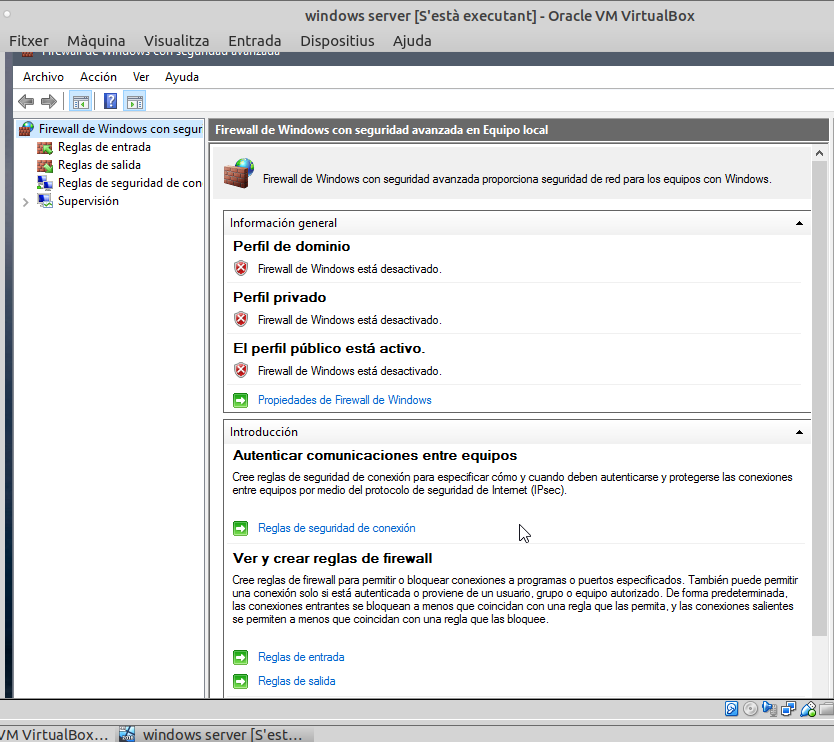 windows server [S'està executant] - Oracle VM VirtualBox
Fitxer Màquina Visualitza Entrada Dispositius Ajuda
Firewall de Windows con seguridad avanzada
Archivo Acción Ver Ayuda
Firewall de Windows con segur
Reglas de entrada
Reglas de salida
Reglas de seguridad de con
Supervisión
Firewall de Windows con seguridad avanzada en Equipo local
Firewall de Windows con seguridad avanzada proporciona seguridad de red para los equipos con Windows.
Información general
Perfil de dominio
Firewall de Windows está desactivado.
Perfil privado
Firewall de Windows está desactivado.
El perfil público está activo.
Firewall de Windows está desactivado.
Propiedades de Firewall de Windows
Introducción
Autenticar comunicaciones entre equipos
Cree reglas de seguridad de conexión para especificar cómo y cuando deben autenticarse y protegerse las conexiones
entre equipos por medio del protocolo de seguridad de Internet (IPsec).
Reglas de seguridad de conexión
Ver y crear reglas de firewall
Cree reglas de firewall para permitir o bloquear conexiones a programas o puertos especificados. También puede permitir
una conexión solo si está autenticada o proviene de un usuario, grupo o equipo autorizado. De forma predeterminada,
las conexiones entrantes se bloquean a menos que coincidan con una regla que las permita, y las conexiones salientes
se permiten a menos que coincidan con una regla que las bloquee.
Reglas de entrada
Reglas de salida
VM VirtualBox... windows server [S'est...